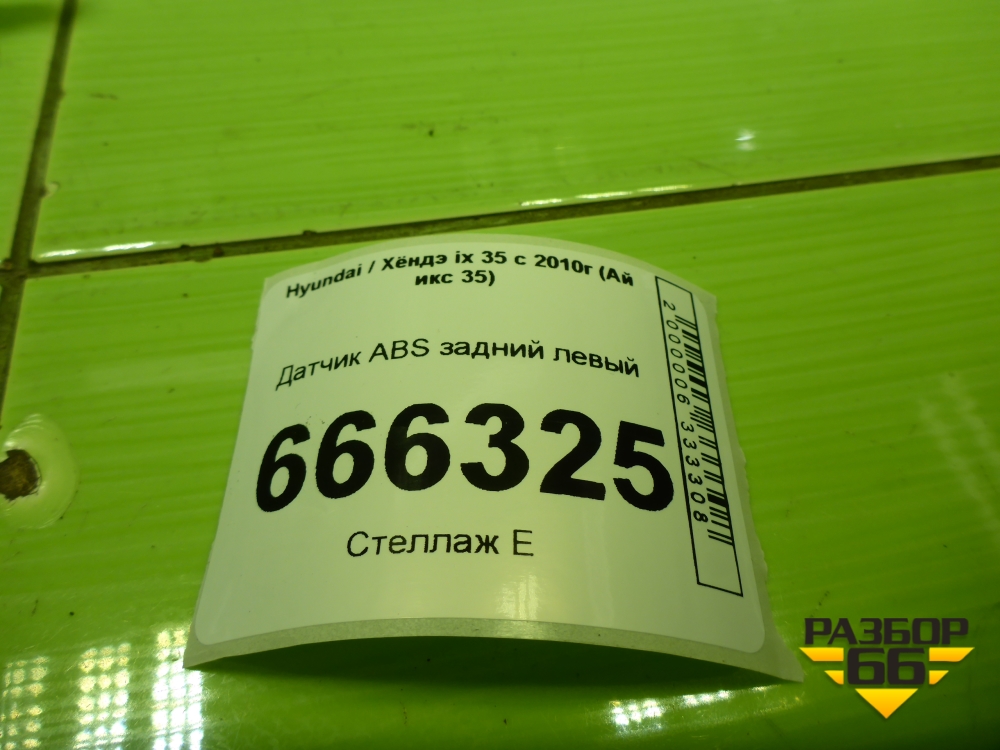 Hyundai / Хёндэ ix 35 с 2010г (Ай
икс 35)
Датчик ABS задний левый
666325
Стеллаж Е
2000006333308
РАЗБОР
66